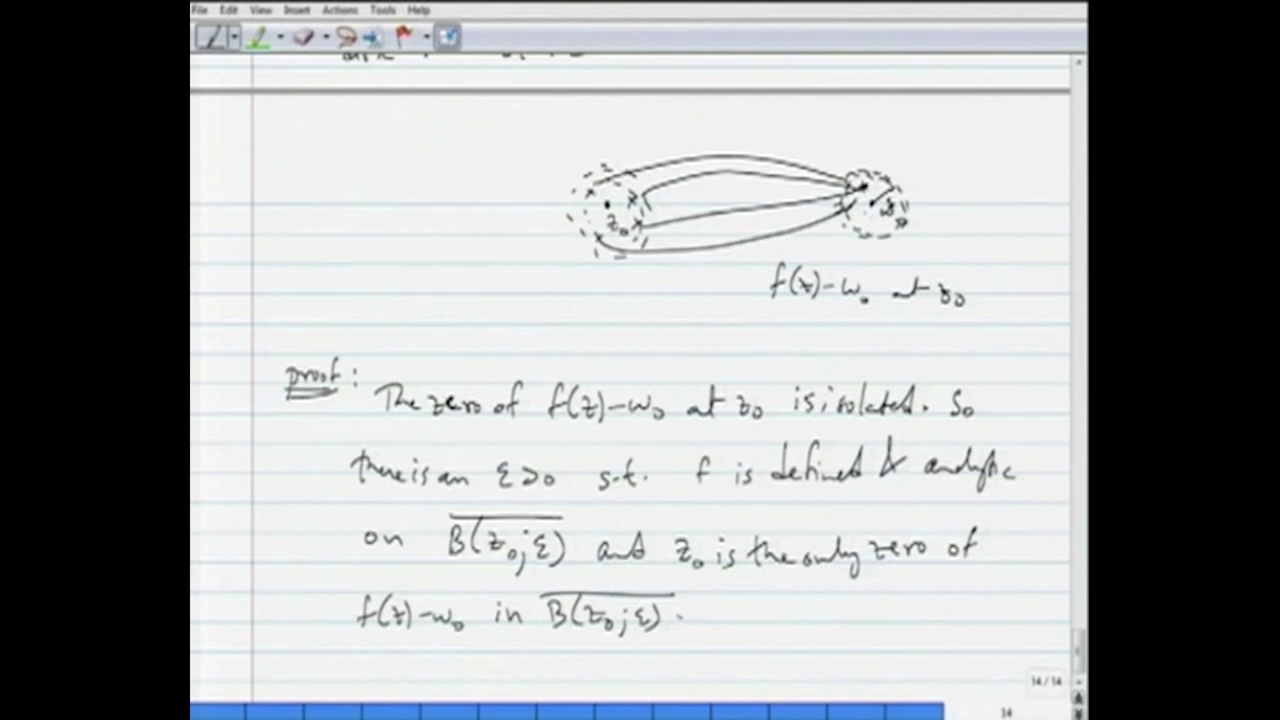 File Edit View Insert Actions Tools Help
z₀
w₀
f(z)-w₀ at z₀
proof:
The zero of f(z)-w₀ at z₀ is isolated. So
there is an ε>0 s.t. f is defined & analytic
on \overline{B(z₀;ε)} and z₀ is the only zero of
f(z)-w₀ in \overline{B(z₀;ε)}.
14/14
14